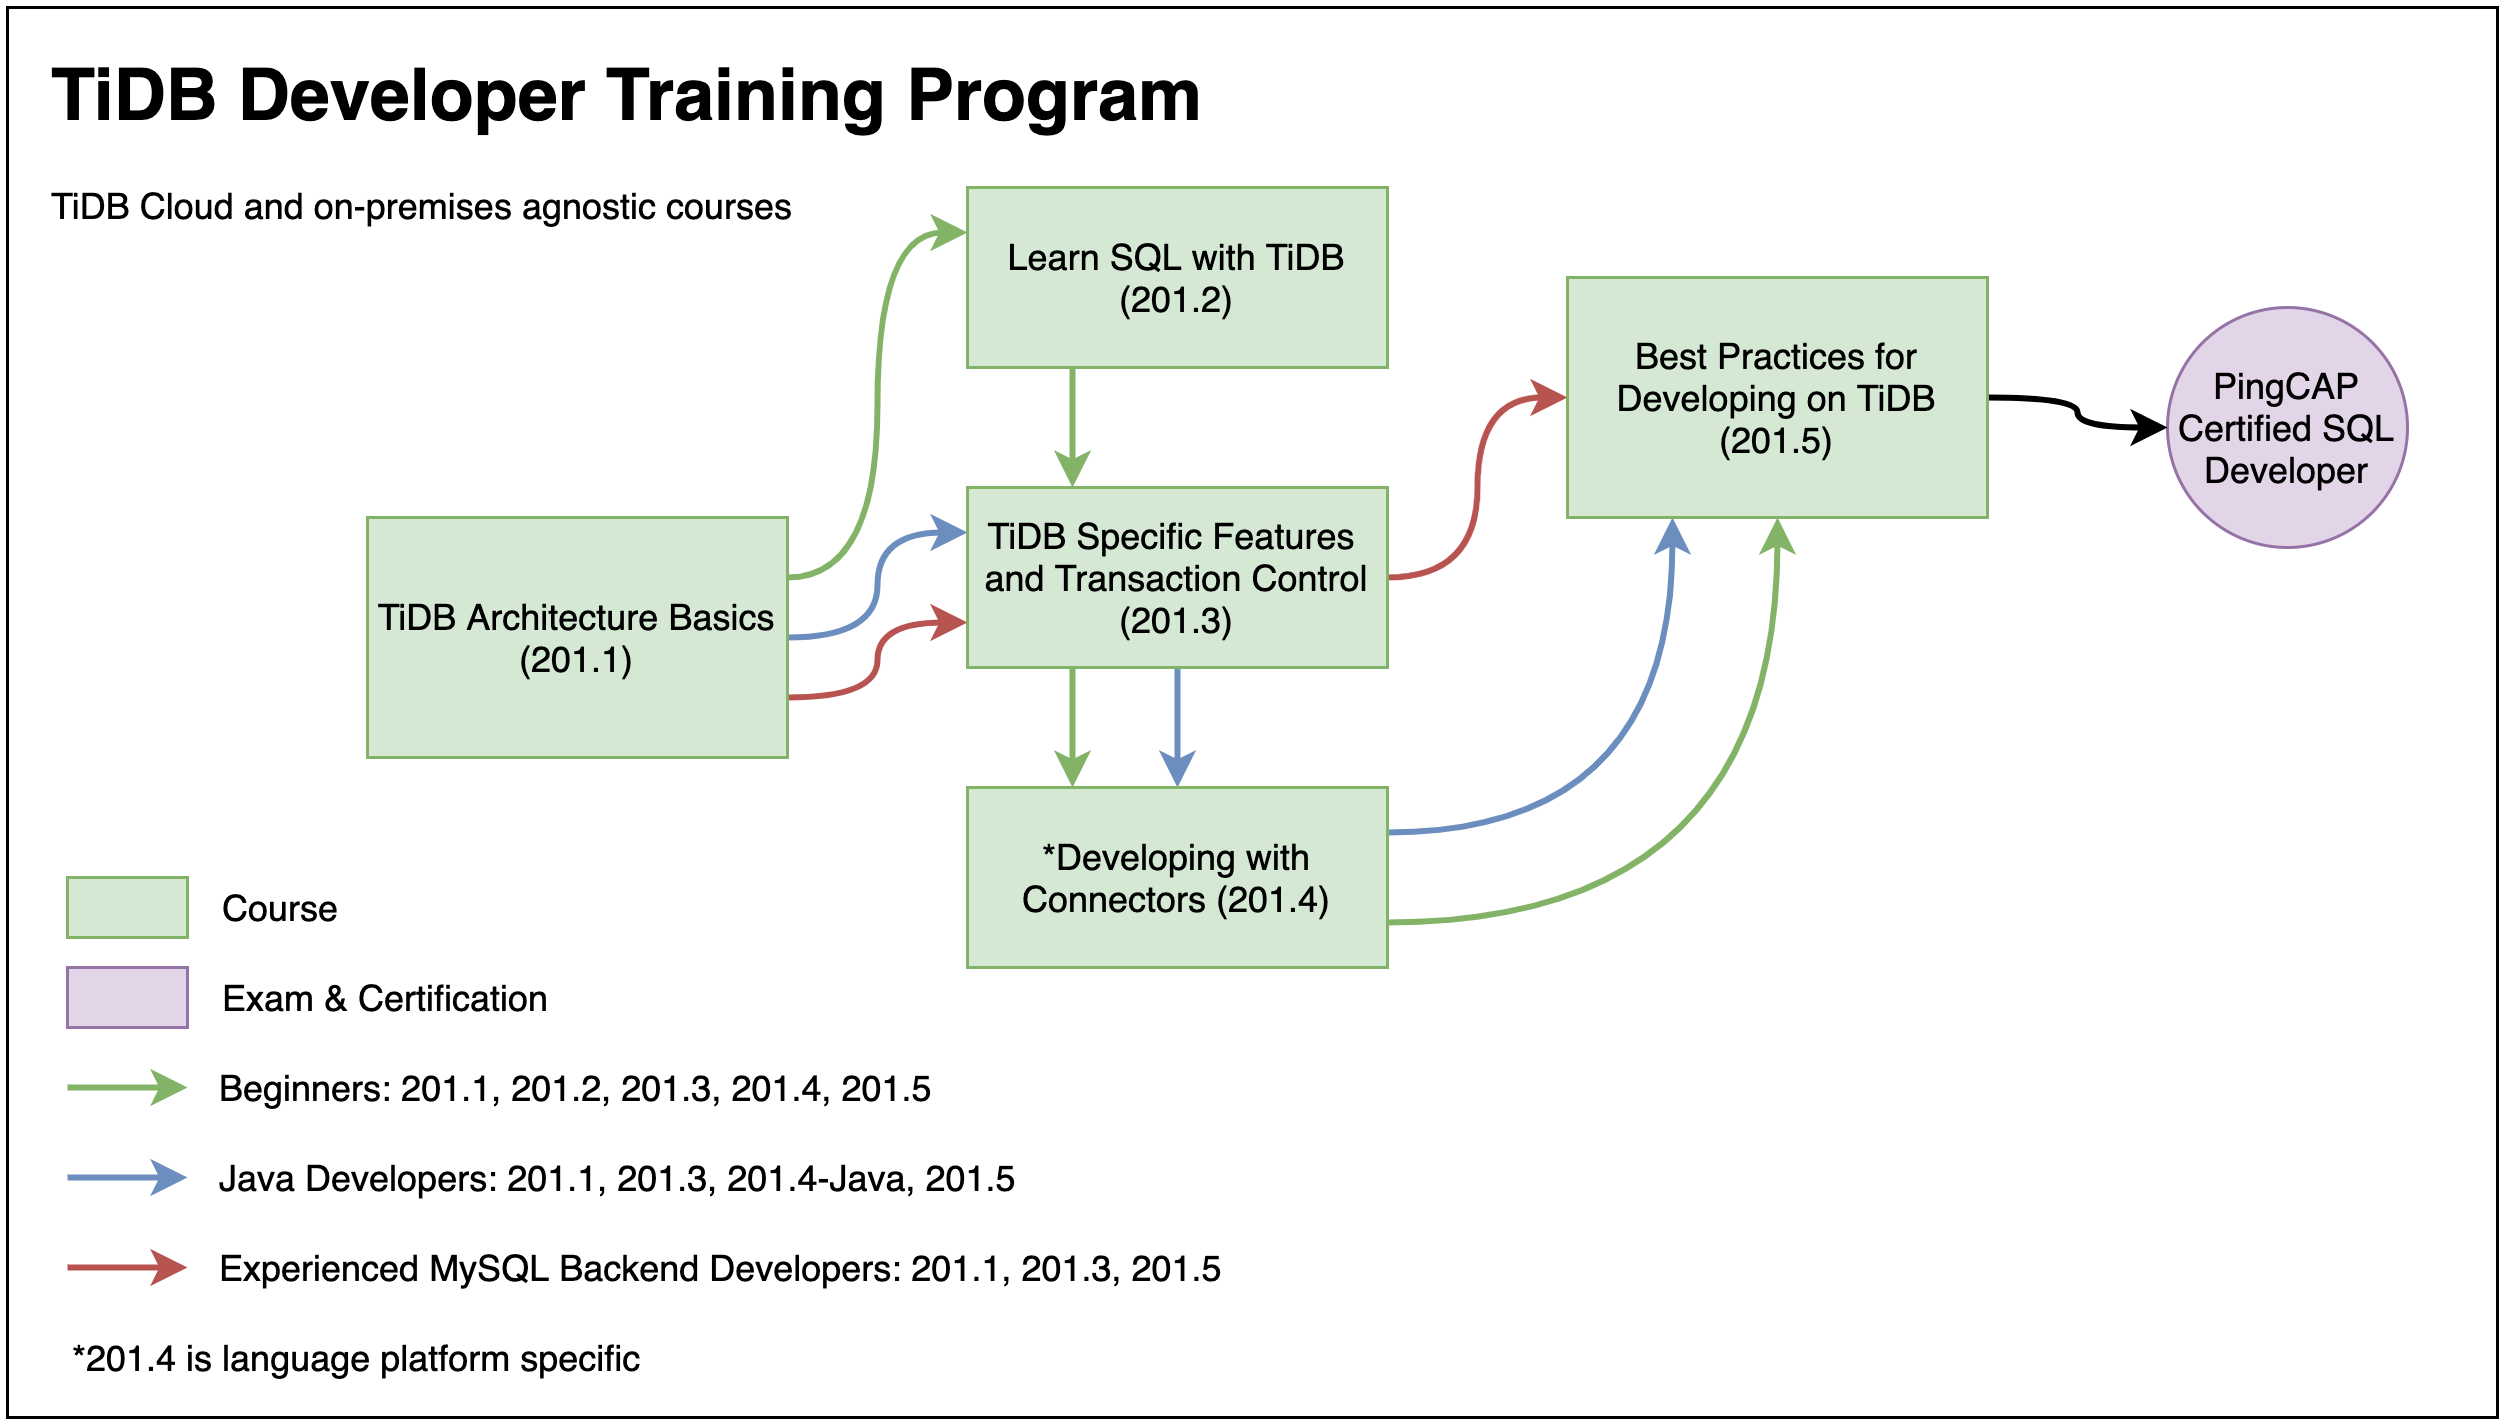 TiDB Developer Training Program
TiDB Cloud and on-premises agnostic courses
Learn SQL with TiDB
(201.2)
Best Practices for
Developing on TiDB
(201.5)
PingCAP
Certified SQL
Developer
TiDB Specific Features
and Transaction Control
(201.3)
TiDB Architecture Basics
(201.1)
*Developing with
Connectors (201.4)
Course
Exam & Certification
Beginners: 201.1, 201.2, 201.3, 201.4, 201.5
Java Developers: 201.1, 201.3, 201.4-Java, 201.5
Experienced MySQL Backend Developers: 201.1, 201.3, 201.5
*201.4 is language platform specific